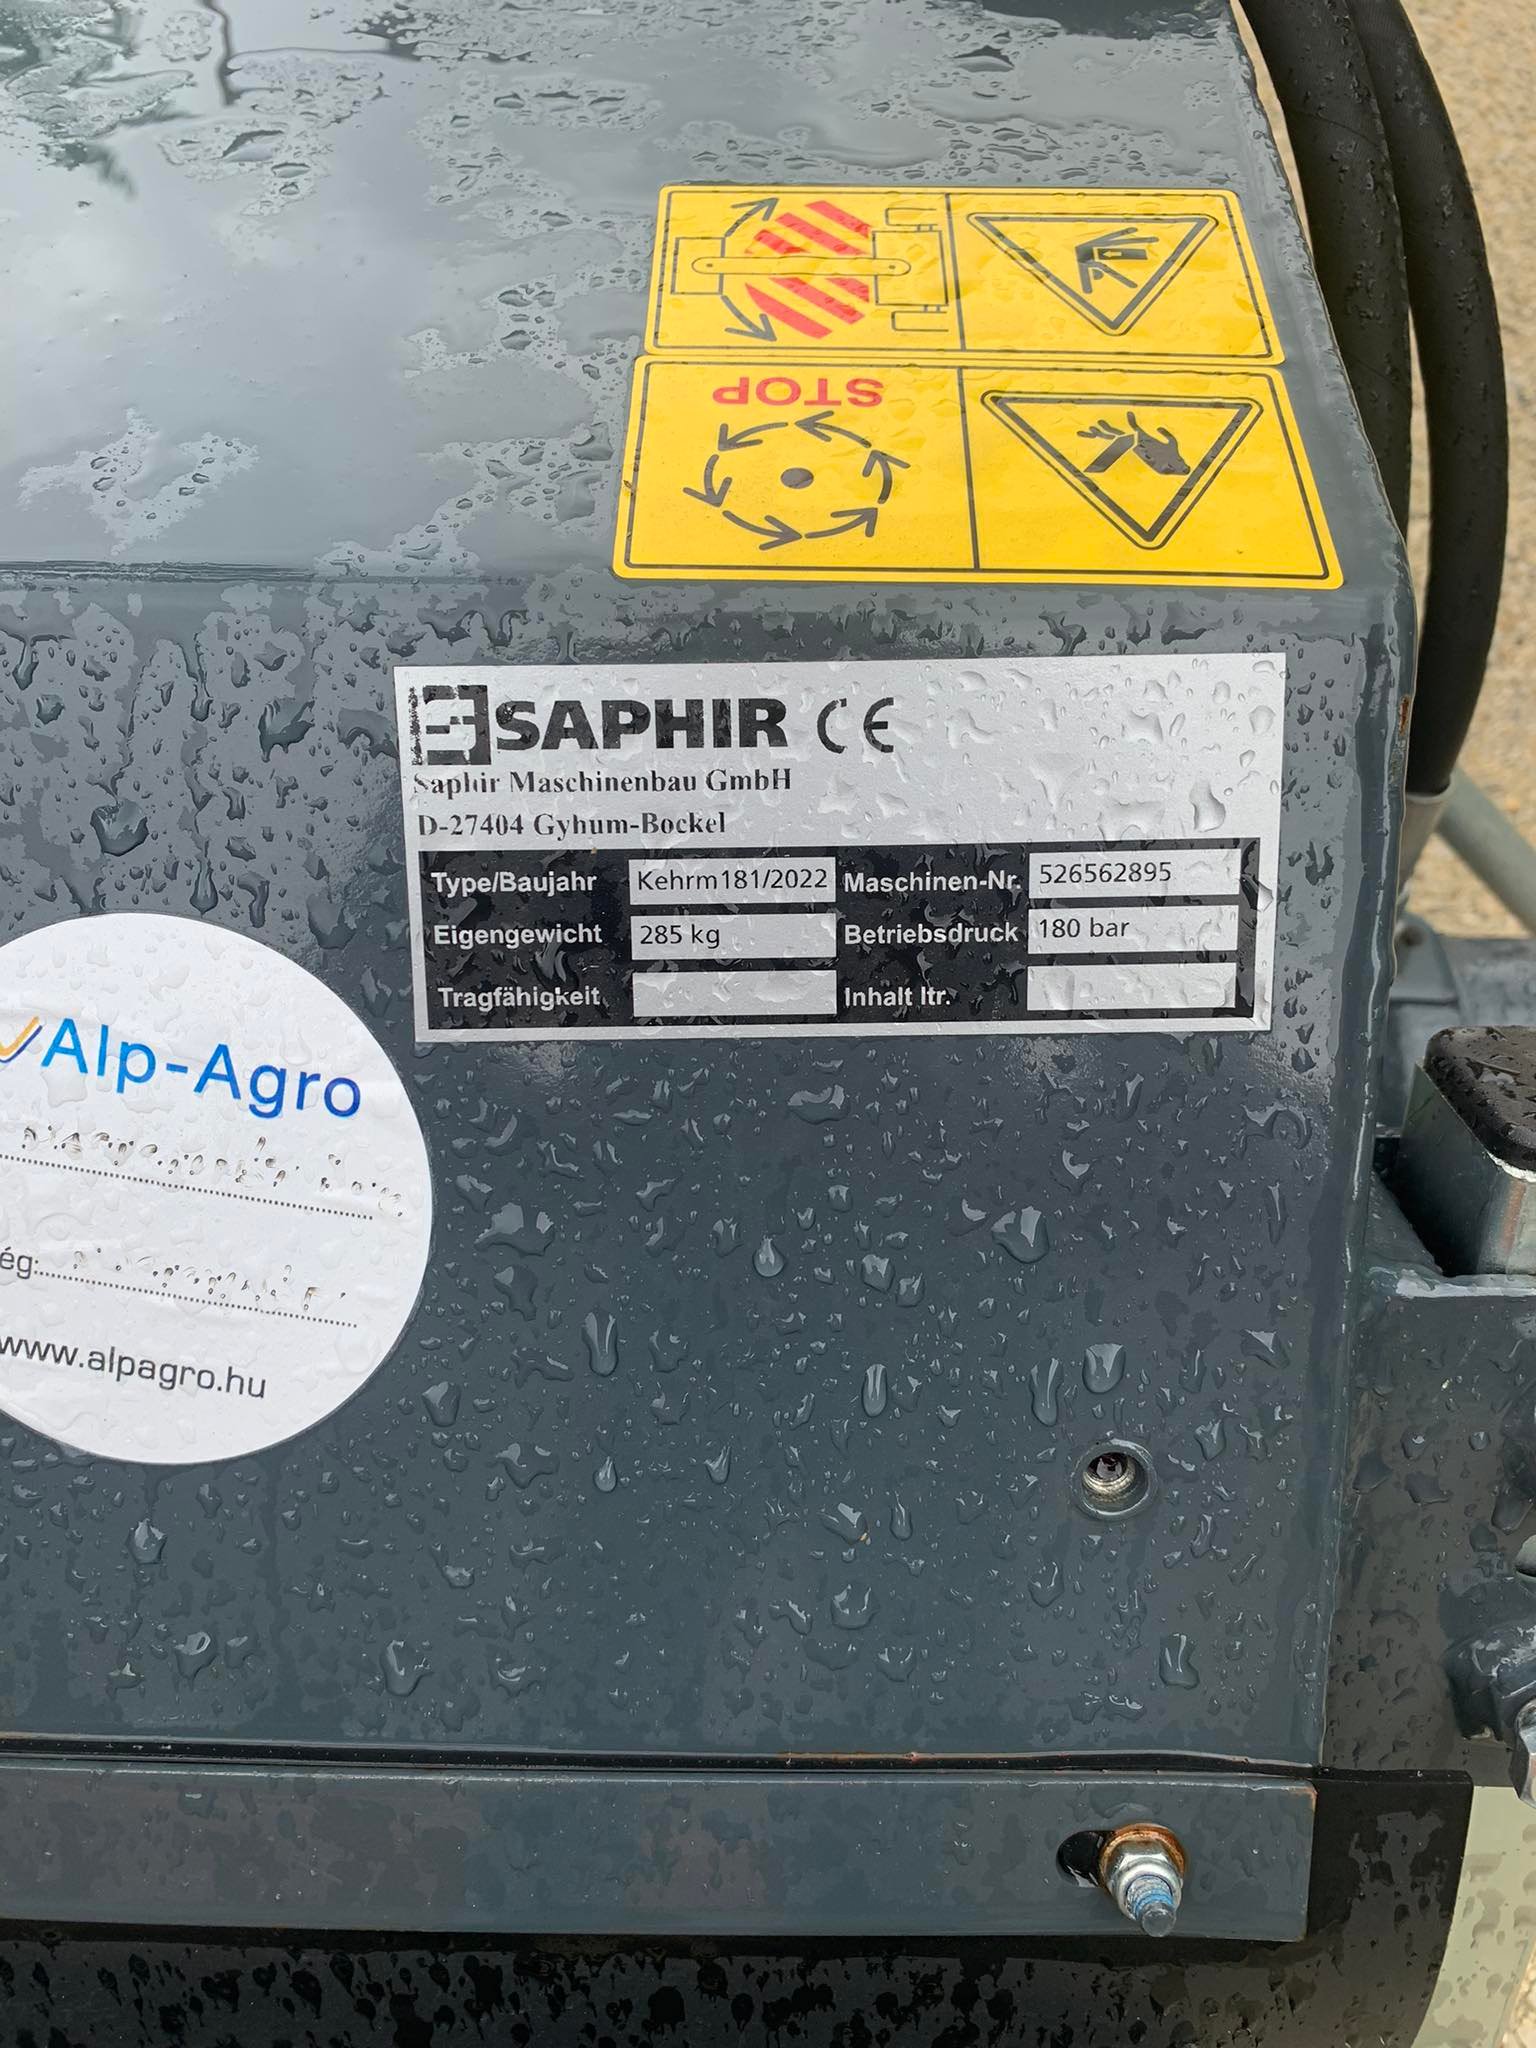 STOP
SAPHIR CE
Saphir Maschinenbau GmbH
D-27404 Gyhum-Bockel
Type/Baujahr Kehrm181/2022 Maschinen-Nr. 526562895
Eigengewicht 285 kg Betriebsdruck 180 bar
Tragfähigkeit Inhalt ltr.
Alp-Agro
ég:
www.alpagro.hu